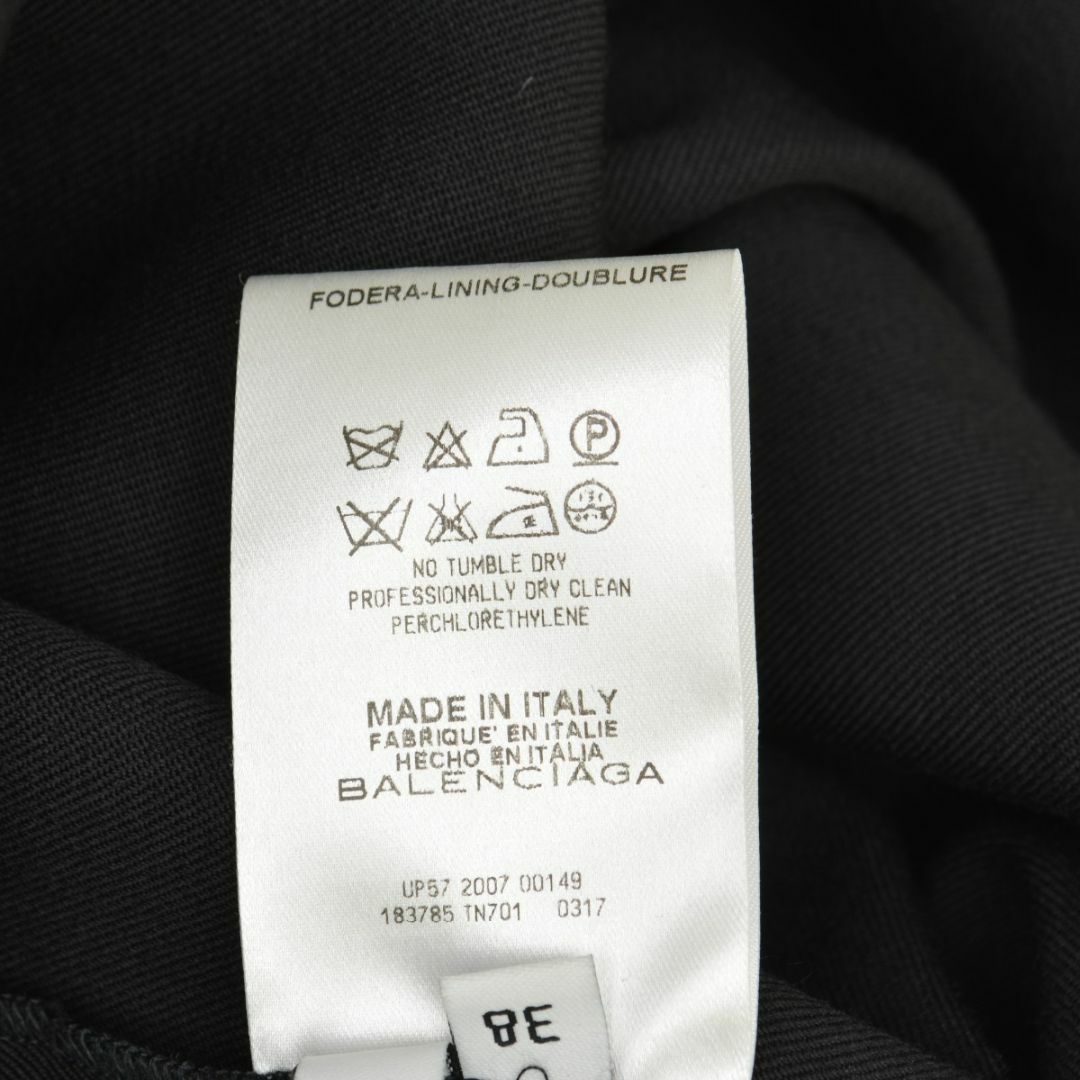 FODERA-LINING-DOUBLURE
P
NO TUMBLE DRY
PROFESSIONALLY DRY CLEAN
PERCHLORETHYLENE
MADE IN ITALY
FABRIQUE' EN ITALIE
HECHO EN ITALIA
BALENCIAGA
UP57 2007 00149
183785 TN701 0317
38